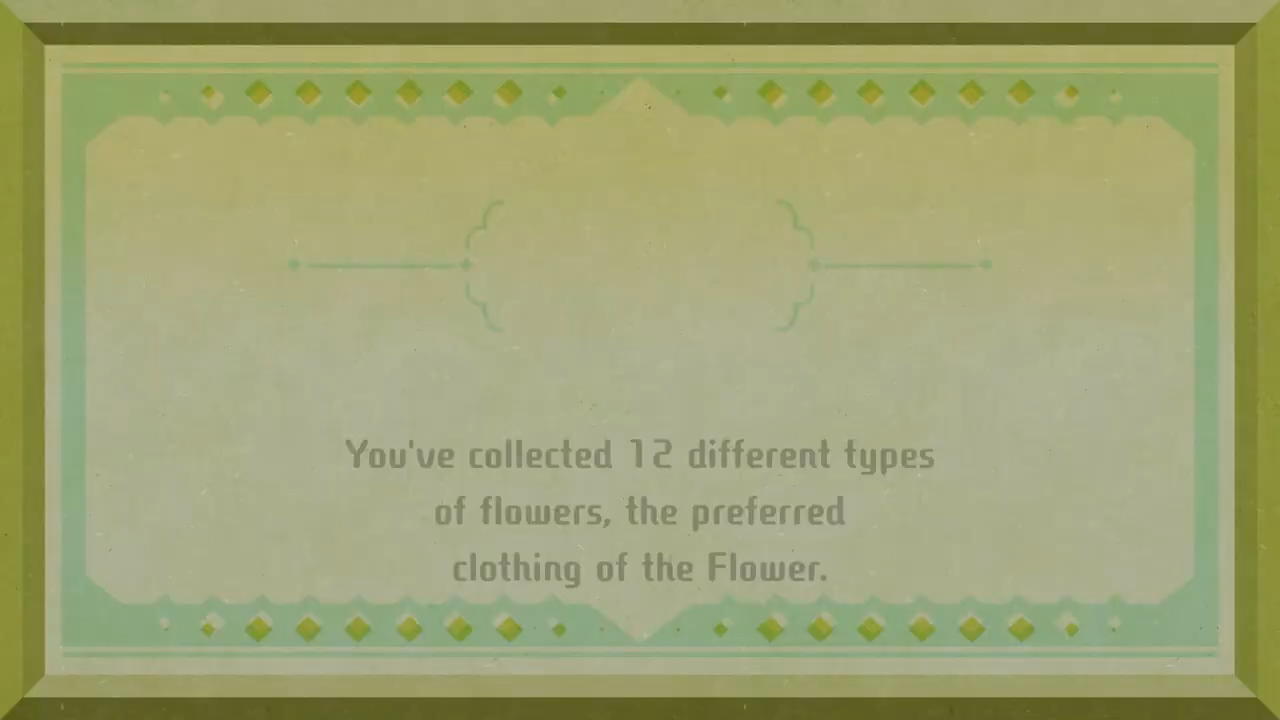 You've collected 12 different types
of flowers, the preferred
clothing of the Flower.